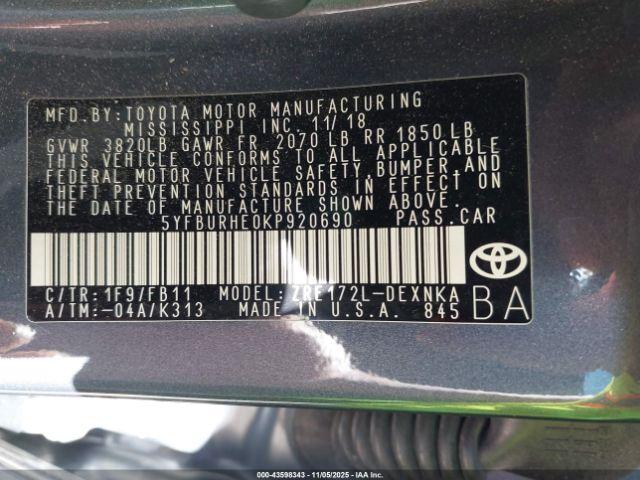 MFD.BY:TOYOTA MOTOR MANUFACTURING
MISSISSIPPI INC. 11/18
GVWR 3820LB GAWR FR. 2070 LB RR 1850 LB
THIS VEHICLE CONFORMS TO ALL APPLICABLE
FEDERAL MOTOR VEHICLE SAFETY,BUMPER,AND
THEFT PREVENTION STANDARDS IN EFFECT ON
THE DATE OF MANUFACTURE SHOWN ABOVE.
5YFBURHE0KP920690 PASS.CAR
C/TR:1F9/FB11 MODEL:ZRE172L-DEXNKA
A/TM:-04A/K313 MADE IN U.S.A. 845
BA
000-43598343 - 11/05/2025 - IAA Inc.